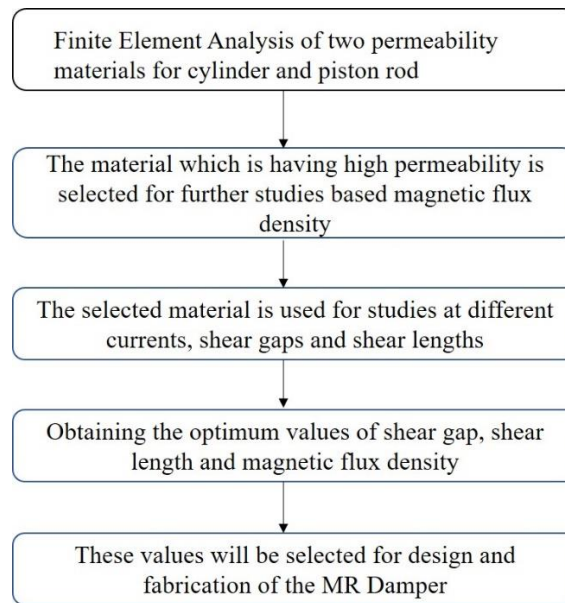 Finite Element Analysis of two permeability
materials for cylinder and piston rod
The material which is having high permeability is
selected for further studies based magnetic flux
density
The selected material is used for studies at different
currents, shear gaps and shear lengths
Obtaining the optimum values of shear gap, shear
length and magnetic flux density
These values will be selected for design and
fabrication of the MR Damper